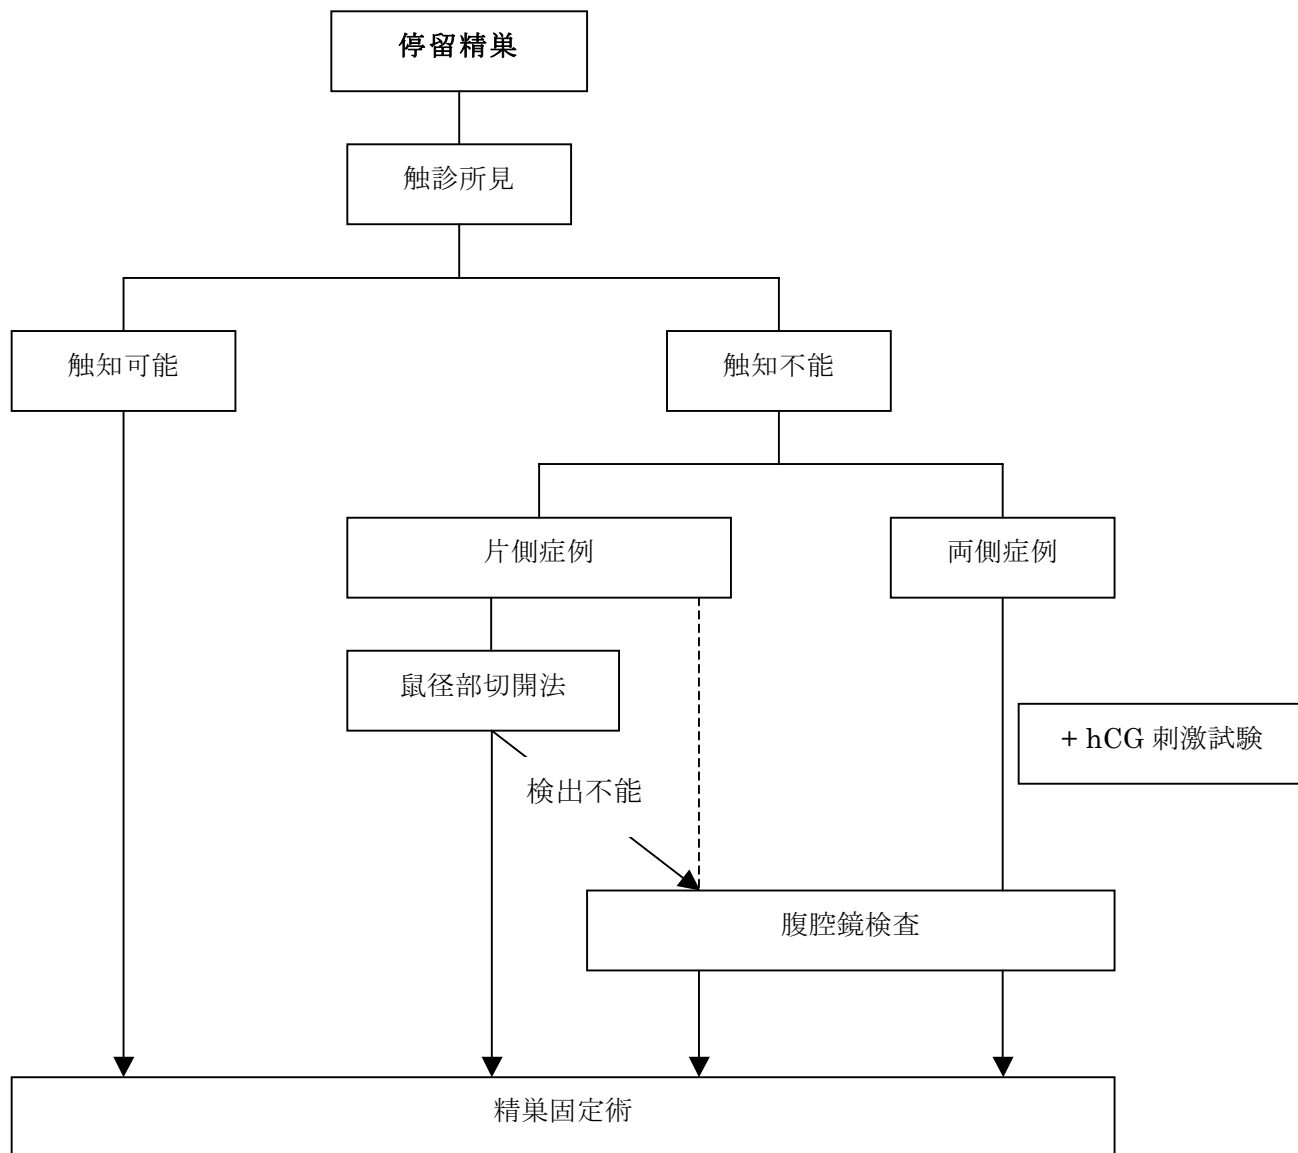 停留精巣
触診所見
触知可能
触知不能
片側症例
両側症例
鼠径部切開法
+ hCG 刺激試験
検出不能
腹腔鏡検査
精巣固定術